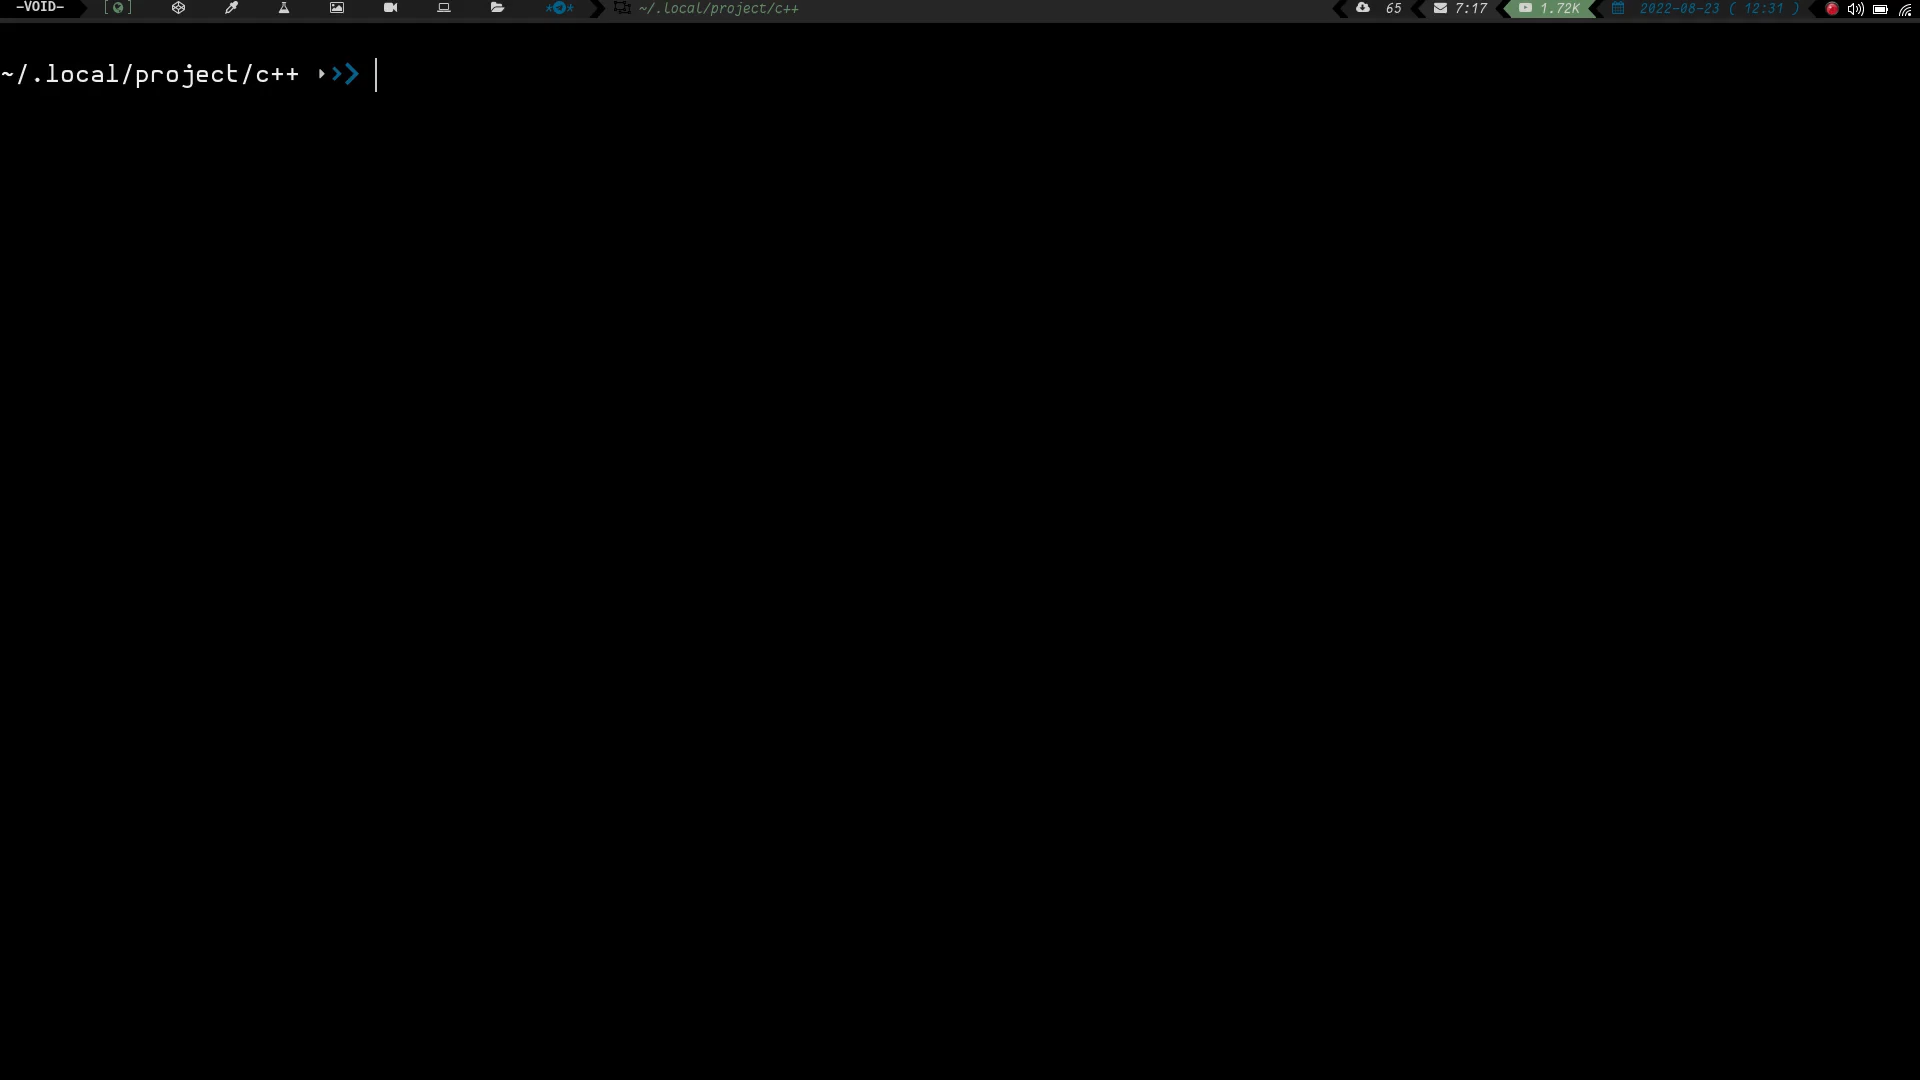 —VOID— [ ] * * ~/.local/project/c++ 65 7:17 1.72K 2022-08-23 ( 12:31 )
~/.local/project/c++